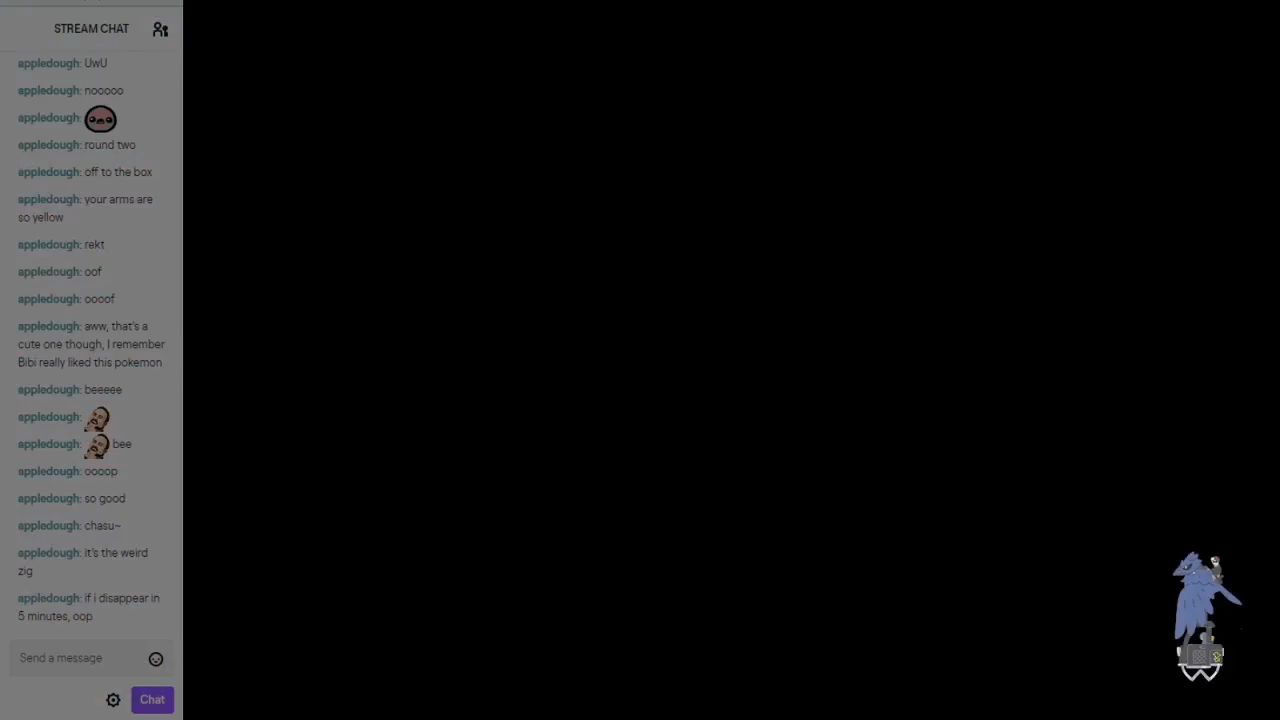 STREAM CHAT
appledough: UwU
appledough: nooooo
appledough:
appledough: round two
appledough: off to the box
appledough: your arms are
so yellow
appledough: rekt
appledough: oof
appledough: oooof
appledough: aww, that's a
cute one though, I remember
Bibi really liked this pokemon
appledough: beeeee
appledough:
appledough: bee
appledough: oooop
appledough: so good
appledough: chasu~
appledough: it's the weird
zig
appledough: if i disappear in
5 minutes, oop
Send a message
Chat